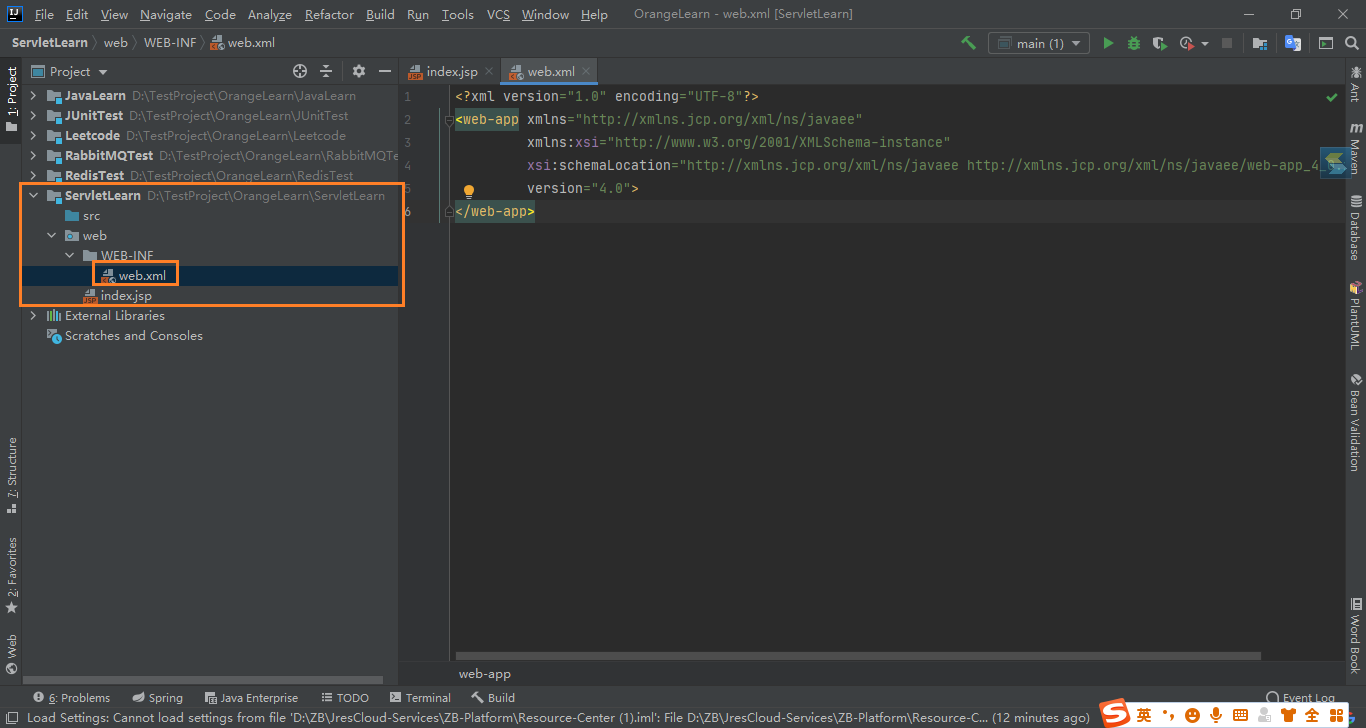 File Edit View Navigate Code Analyze Refactor Build Run Tools VCS Window Help OrangeLearn - web.xml [ServletLearn]
ServletLearn web WEB-INF web.xml
main (1)
Project
index.jsp
web.xml
1: Project
JavaLearn D:\TestProject\OrangeLearn\JavaLearn
JUnitTest D:\TestProject\OrangeLearn\JUnitTest
Leetcode D:\TestProject\OrangeLearn\Leetcode
RabbitMQTest D:\TestProject\OrangeLearn\RabbitMQTe
RedisTest D:\TestProject\OrangeLearn\RedisTest
ServletLearn D:\TestProject\OrangeLearn\ServletLearn
src
web
WEB-INF
web.xml
index.jsp
External Libraries
Scratches and Consoles
1 <?xml version="1.0" encoding="UTF-8"?>
2 <web-app xmlns="http://xmlns.jcp.org/xml/ns/javaee"
3 xmlns:xsi="http://www.w3.org/2001/XMLSchema-instance"
4 xsi:schemaLocation="http://xmlns.jcp.org/xml/ns/javaee http://xmlns.jcp.org/xml/ns/javaee/web-app_4
5 version="4.0">
6 </web-app>
Ant
Maven
Database
PlantUML
Bean Validation
Word Book
7: Structure
2: Favorites
Web
web-app
6: Problems Spring Java Enterprise TODO Terminal Build Event Log
Load Settings: Cannot load settings from file 'D:\ZB\JresCloud-Services\ZB-Platform\Resource-Center (1).iml': File D:\ZB\JresCloud-Services\ZB-Platform\Resource-C... (12 minutes ago)
英
全